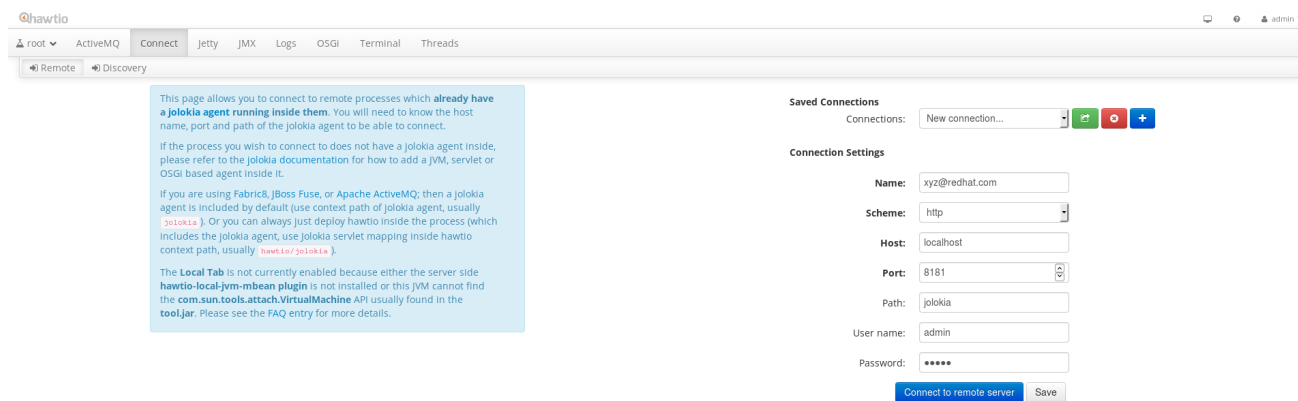 hawtio
admin
root ActiveMQ Connect Jetty JMX Logs OSGi Terminal Threads
Remote Discovery
This page allows you to connect to remote processes which already have
a jolokia agent running inside them. You will need to know the host
name, port and path of the jolokia agent to be able to connect.
If the process you wish to connect to does not have a jolokia agent inside,
please refer to the jolokia documentation for how to add a JVM, servlet or
OSGi based agent inside it.
If you are using Fabric8, JBoss Fuse, or Apache ActiveMQ; then a jolokia
agent is included by default (use context path of jolokia agent, usually
jolokia ). Or you can always just deploy hawtio inside the process (which
includes the jolokia agent, use Jolokia servlet mapping inside hawtio
context path, usually hawtio/jolokia ).
The Local Tab is not currently enabled because either the server side
hawtio-local-jvm-mbean plugin is not installed or this JVM cannot find
the com.sun.tools.attach.VirtualMachine API usually found in the
tool.jar. Please see the FAQ entry for more details.
Saved Connections
Connections: New connection...
Connection Settings
Name: xyz@redhat.com
Scheme: http
Host: localhost
Port: 8181
Path: jolokia
User name: admin
Password: •••••
Connect to remote server Save